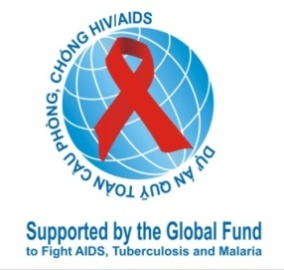 DỰ ÁN QUỸ TOÀN CẦU PHÒNG, CHỐNG HIV/AIDS
Supported by the Global Fund
to Fight AIDS, Tuberculosis and Malaria